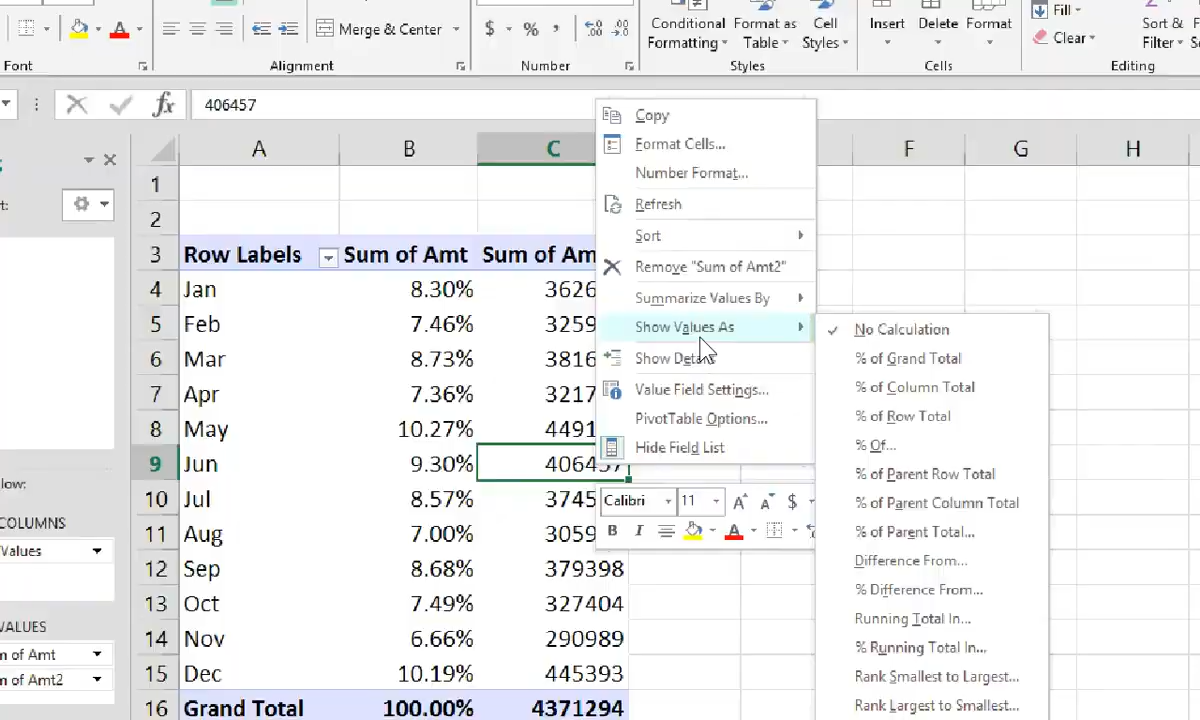 Merge & Center
$ % ,
Conditional Formatting
Format as Table
Cell Styles
Insert
Delete
Format
Fill
Clear
Sort & Filter
Font
Alignment
Number
Styles
Cells
Editing
fx
406457
A B C F G H
1
2
3 Row Labels Sum of Amt Sum of Am
4 Jan 8.30% 3626
5 Feb 7.46% 3259
6 Mar 8.73% 3816
7 Apr 7.36% 3217
8 May 10.27% 4491
9 Jun 9.30% 406457
10 Jul 8.57% 3745
11 Aug 7.00% 3059
12 Sep 8.68% 379398
13 Oct 7.49% 327404
14 Nov 6.66% 290989
15 Dec 10.19% 445393
16 Grand Total 100.00% 4371294
Copy
Format Cells...
Number Format...
Refresh
Sort
Remove "Sum of Amt2"
Summarize Values By
Show Values As
Show Details
Value Field Settings...
PivotTable Options...
Hide Field List
Calibri 11 A A $
B I A
No Calculation
% of Grand Total
% of Column Total
% of Row Total
% Of...
% of Parent Row Total
% of Parent Column Total
% of Parent Total...
Difference From...
% Difference From...
Running Total In...
% Running Total In...
Rank Smallest to Largest...
Rank Largest to Smallest...
rt:
low:
COLUMNS
Values
VALUES
m of Amt
m of Amt2